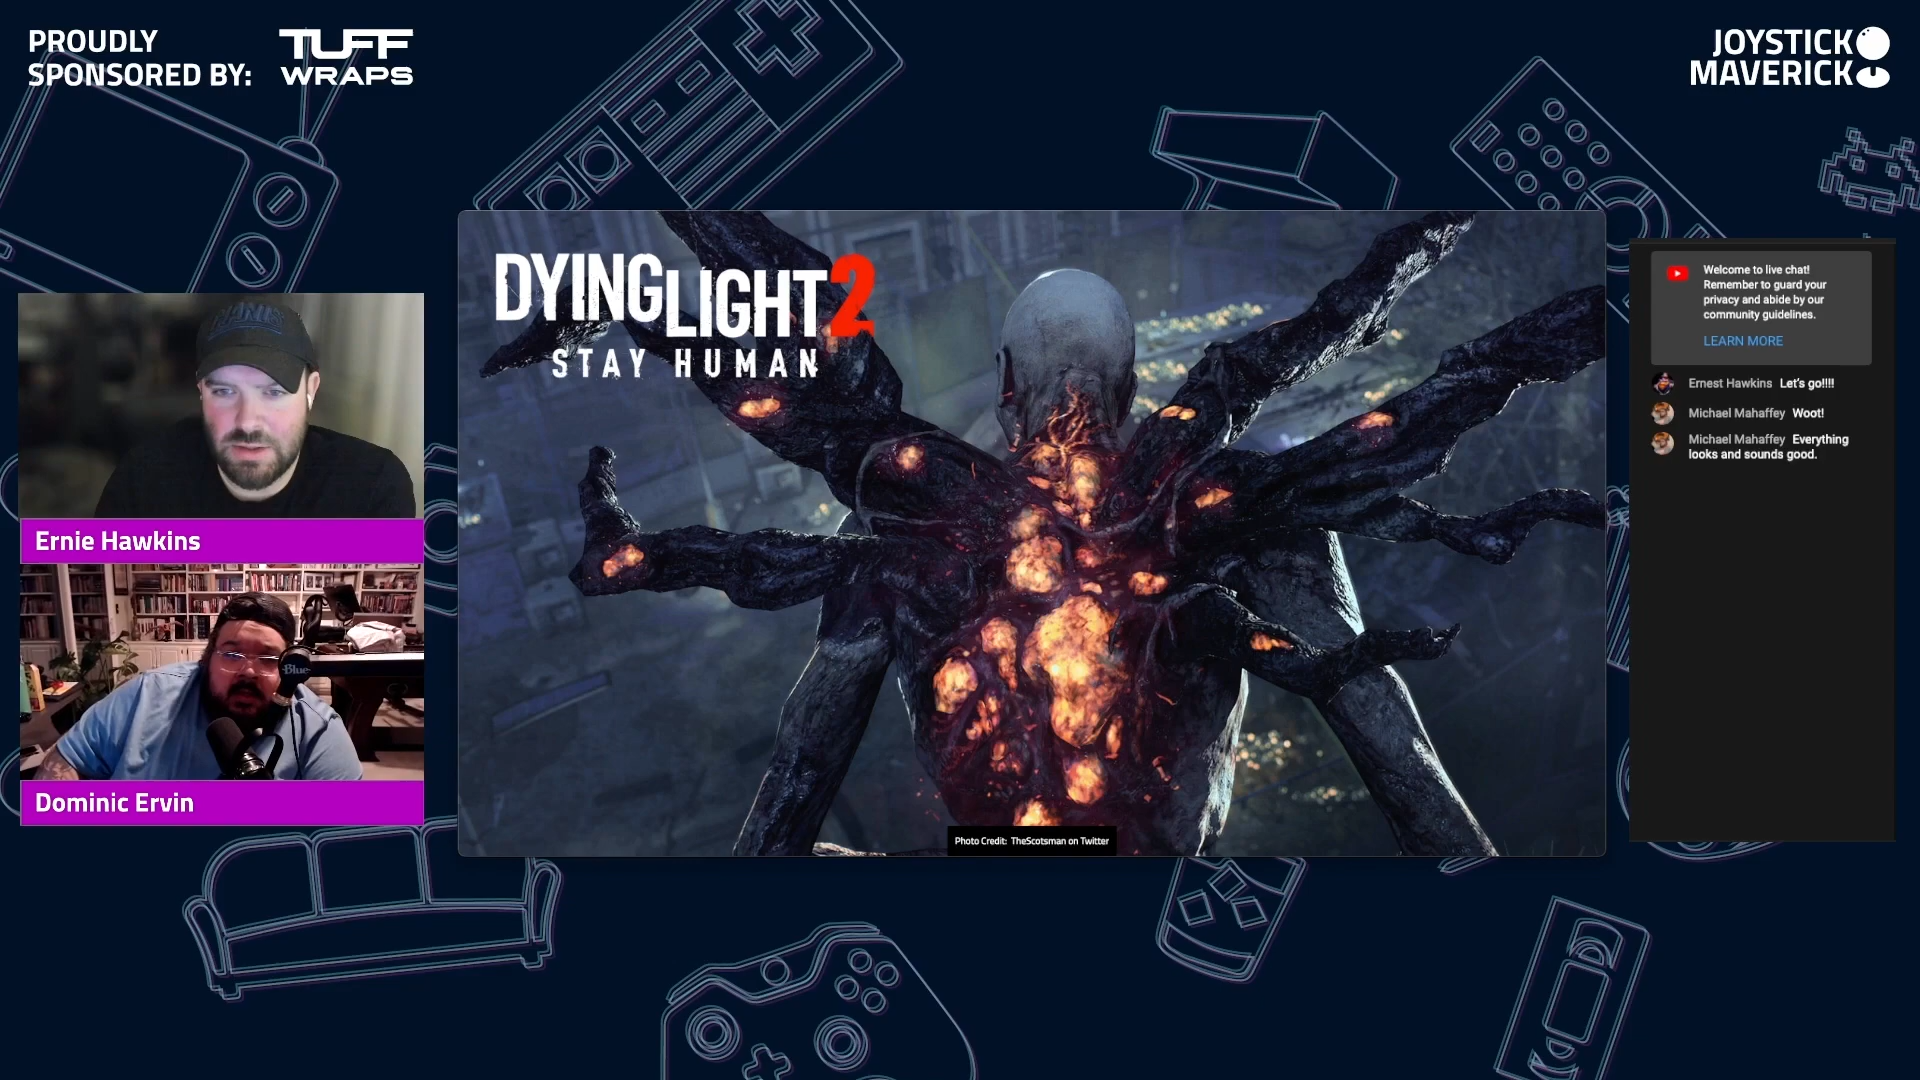 PROUDLY
SPONSORED BY:
TUFF
WRAPS
JOYSTICK
MAVERICK
DYING LIGHT 2
STAY HUMAN
Welcome to live chat!
Remember to guard your
privacy and abide by our
community guidelines.
LEARN MORE
Ernest Hawkins Let's go!!!!
Michael Mahaffey Woot!
Michael Mahaffey Everything
looks and sounds good.
GIANTS
Ernie Hawkins
Blue
Dominic Ervin
Photo Credit: TheScotsman on Twitter